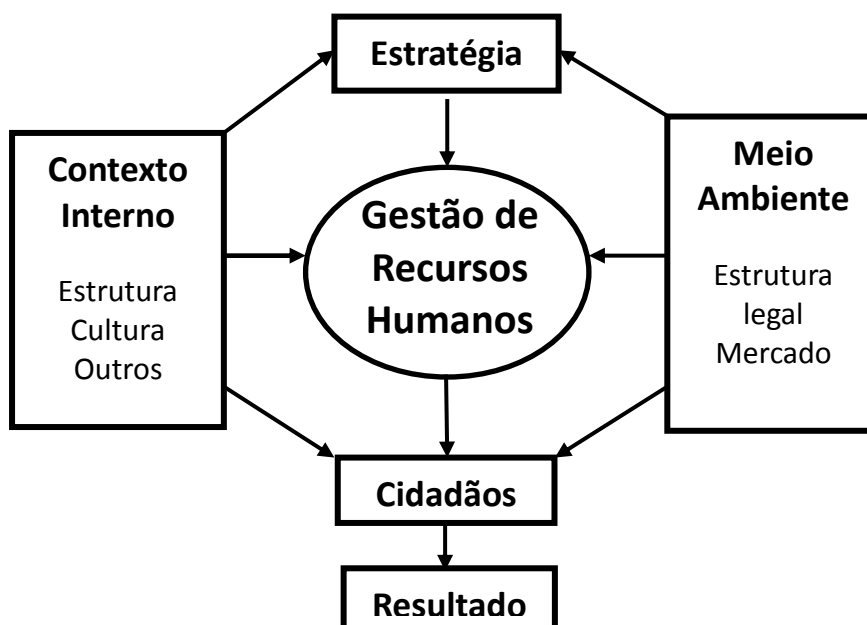 Estratégia
Contexto
Interno
Estrutura
Cultura
Outros
Gestão de
Recursos
Humanos
Meio
Ambiente
Estrutura
legal
Mercado
Cidadãos
Resultado